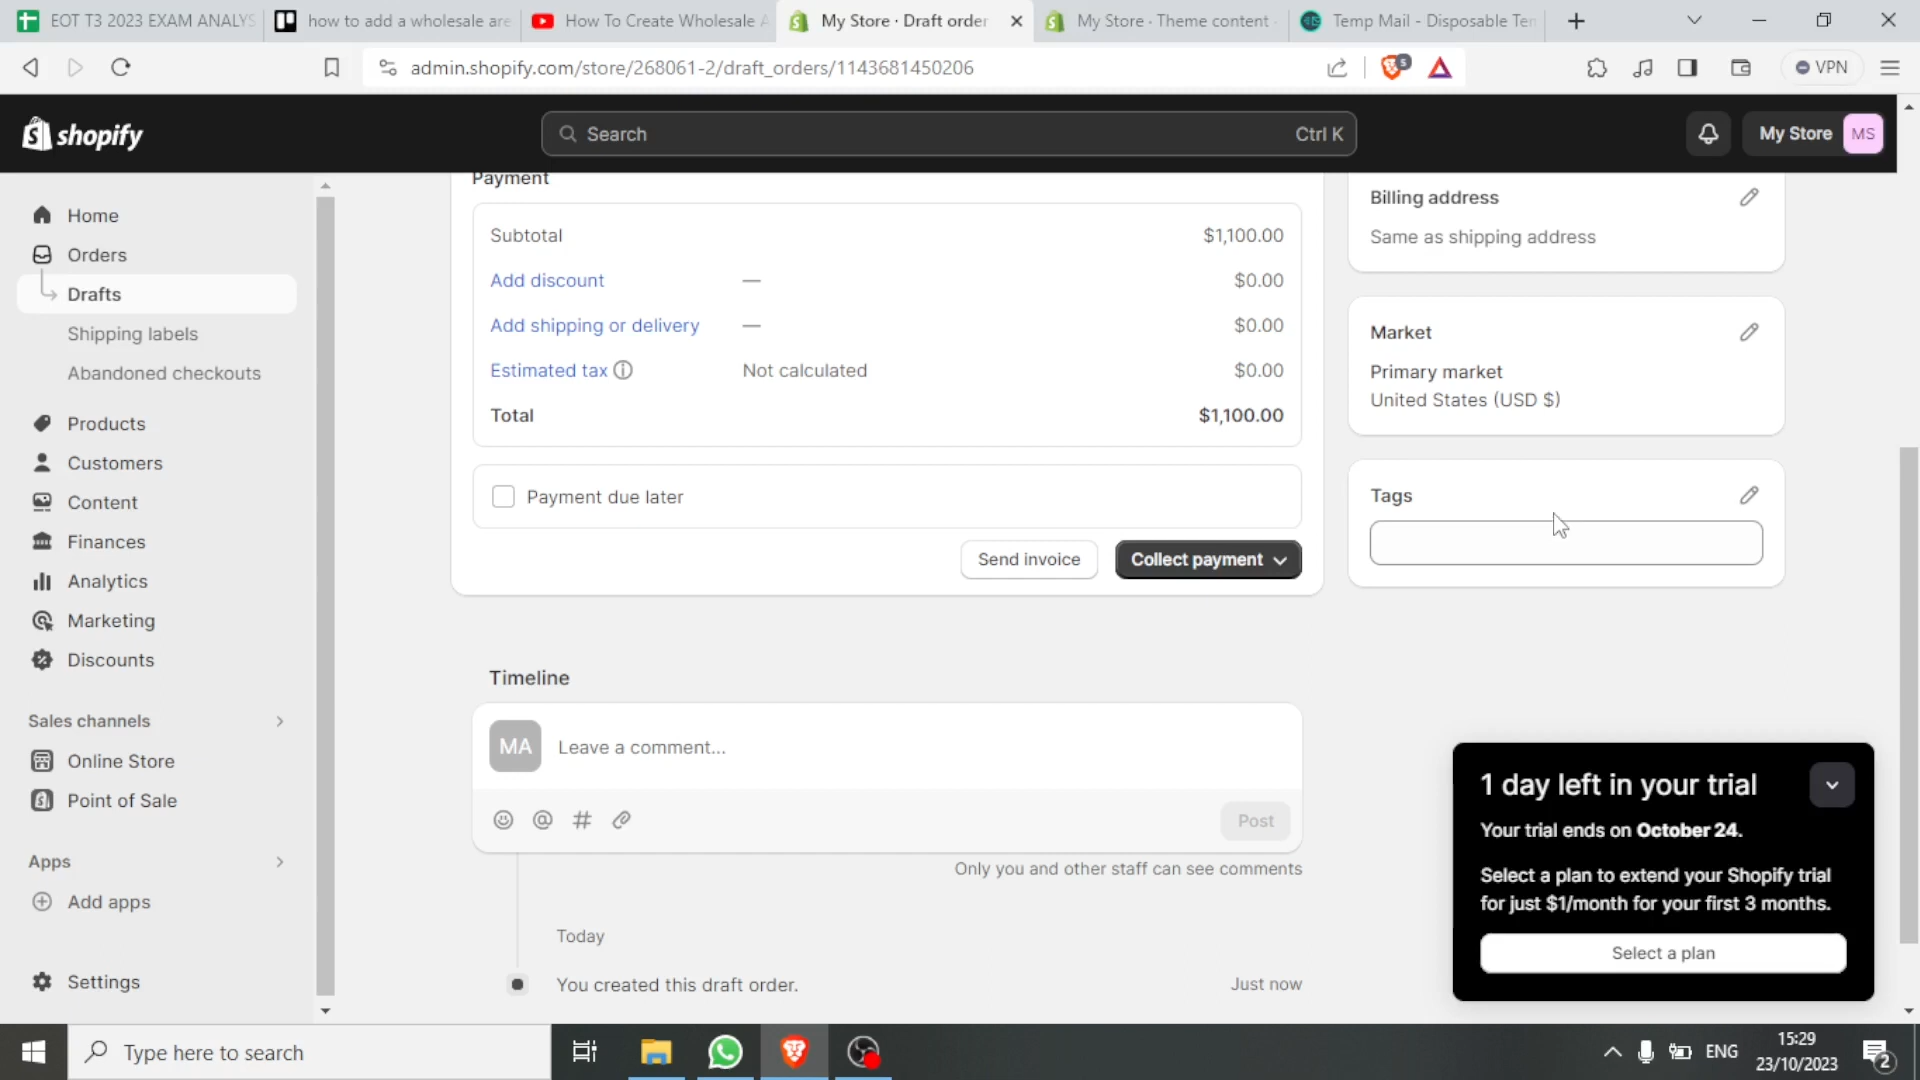 EOT T3 2023 EXAM ANALYS
how to add a wholesale are
How To Create Wholesale A
My Store · Draft order
My Store · Theme content ·
Temp Mail - Disposable Ten
admin.shopify.com/store/268061-2/draft_orders/1143681450206
5
VPN
shopify
Search
Ctrl K
My Store
MS
Home
Orders
Drafts
Shipping labels
Abandoned checkouts
Products
Customers
Content
Finances
Analytics
Marketing
Discounts
Sales channels
Online Store
Point of Sale
Apps
Add apps
Settings
Payment
Subtotal
$1,100.00
Add discount
—
$0.00
Add shipping or delivery
—
$0.00
Estimated tax
Not calculated
$0.00
Total
$1,100.00
Payment due later
Send invoice
Collect payment
Timeline
MA
Leave a comment...
Post
Only you and other staff can see comments
Today
You created this draft order.
Just now
Billing address
Same as shipping address
Market
Primary market
United States (USD $)
Tags
1 day left in your trial
Your trial ends on October 24.
Select a plan to extend your Shopify trial
for just $1/month for your first 3 months.
Select a plan
Type here to search
ENG
15:29
23/10/2023
2